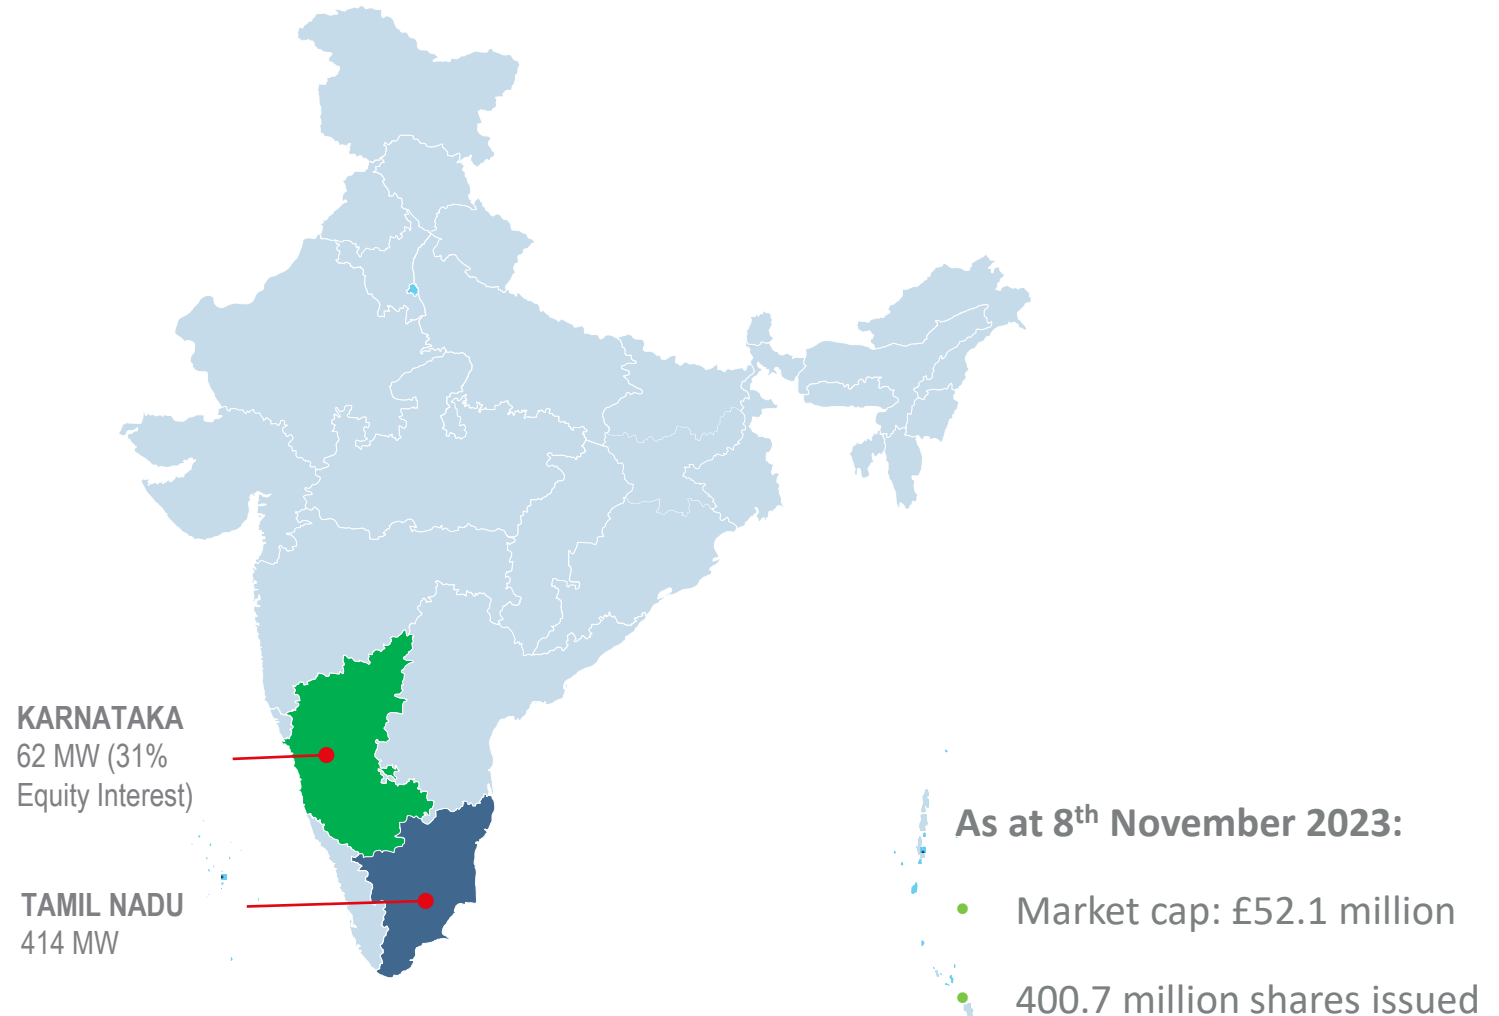 KARNATAKA
62 MW (31%
Equity Interest)
TAMIL NADU
414 MW
As at 8th November 2023:
• Market cap: £52.1 million
• 400.7 million shares issued